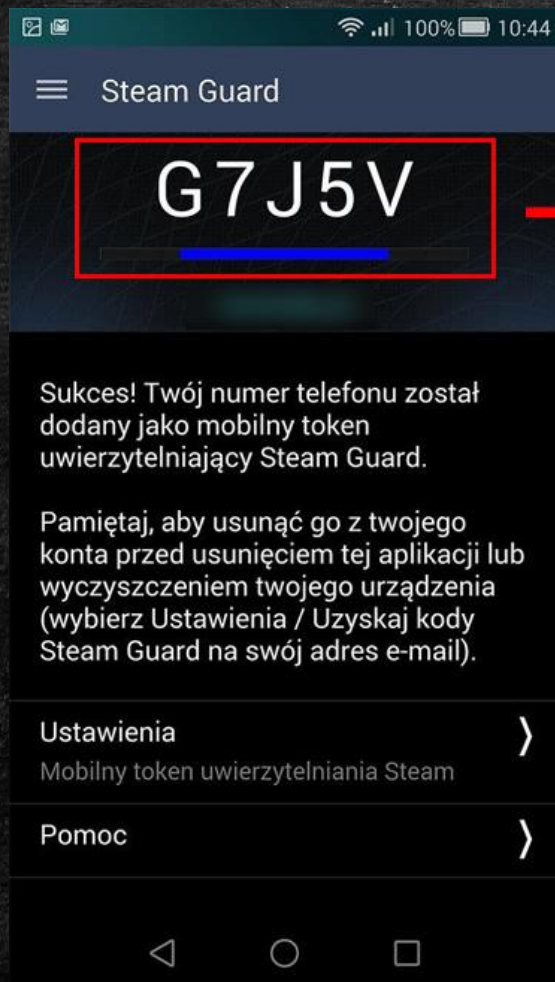 100% 10:44
Steam Guard
G7J5V
Sukces! Twój numer telefonu został
dodany jako mobilny token
uwierzytelniający Steam Guard.
Pamiętaj, aby usunąć go z twojego
konta przed usunięciem tej aplikacji lub
wyczyszczeniem twojego urządzenia
(wybierz Ustawienia / Uzyskaj kody
Steam Guard na swój adres e-mail).
Ustawienia
Mobilny token uwierzytelniania Steam
Pomoc